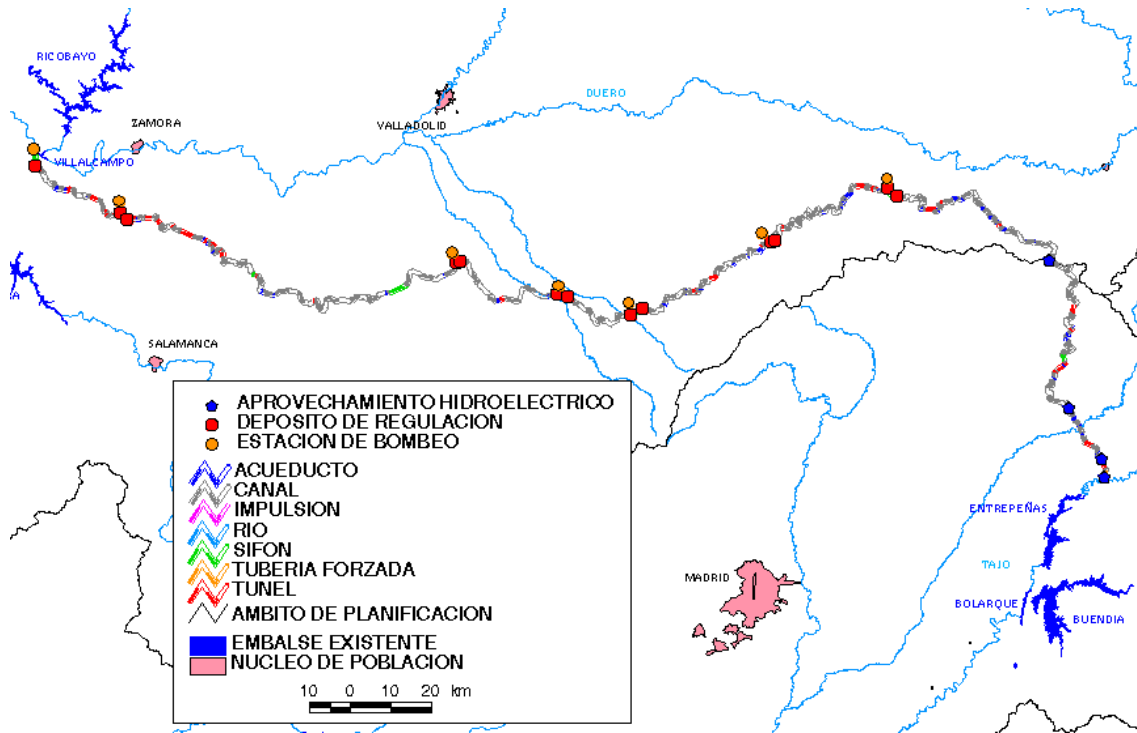 RICOBAYO
DUERO
ZAMORA
VALLADOLID
VILLALCAMPO
SALAMANCA
APROVECHAMIENTO HIDROELECTRICO
DEPOSITO DE REGULACION
ESTACION DE BOMBEO
ACUEDUCTO
CANAL
IMPULSION
RIO
SIFON
TUBERIA FORZADA
TUNEL
AMBITO DE PLANIFICACION
EMBALSE EXISTENTE
NUCLEO DE POBLACION
10 0 10 20 km
ENTREPEÑAS
TAJO
MADRID
BOLARQUE
BUENDIA